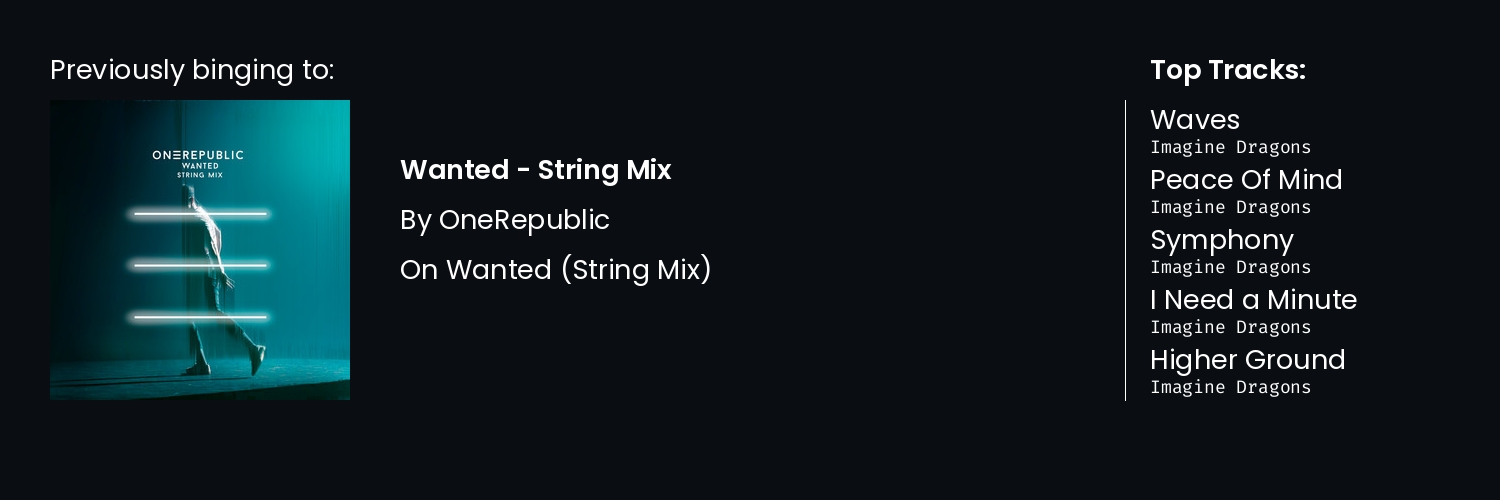 Previously binging to:
ONEREPUBLIC
WANTED
STRING MIX
Wanted - String Mix
By OneRepublic
On Wanted (String Mix)
Top Tracks:
Waves
Imagine Dragons
Peace Of Mind
Imagine Dragons
Symphony
Imagine Dragons
I Need a Minute
Imagine Dragons
Higher Ground
Imagine Dragons